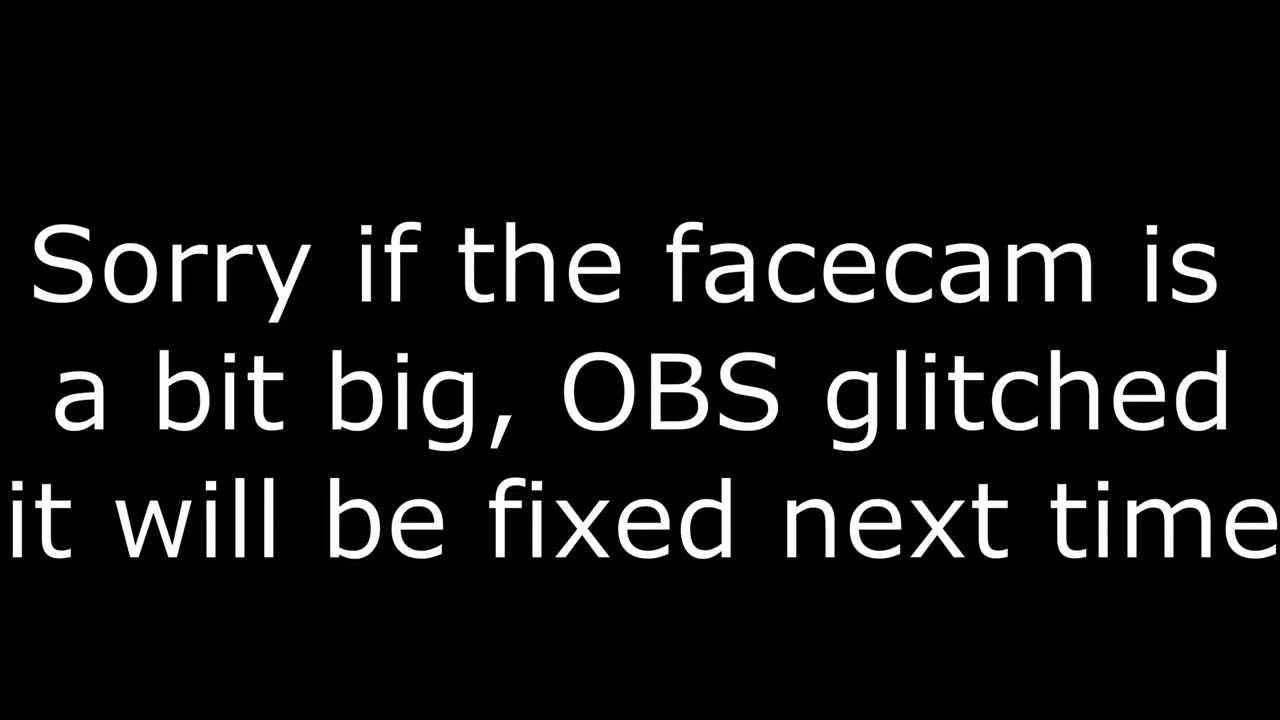 Sorry if the facecam is
a bit big, OBS glitched
it will be fixed next time